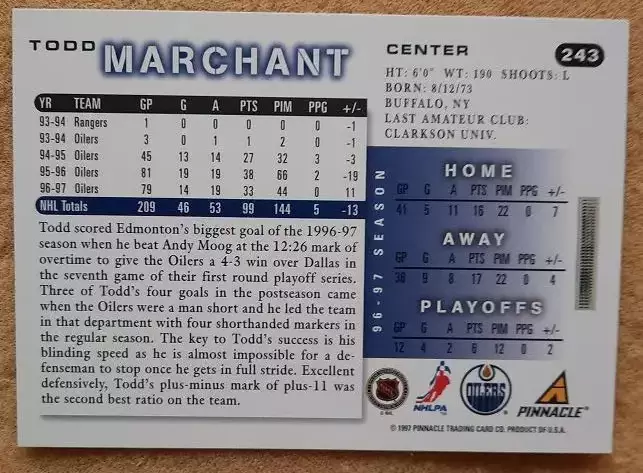 TODD MARCHANT
CENTER
243
HT: 6'0" WT: 190 SHOOTS: L
BORN: 8/12/73
BUFFALO, NY
LAST AMATEUR CLUB:
CLARKSON UNIV.
YR TEAM GP G A PTS PIM PPG +/-
93-94 Rangers 1 0 0 0 0 0 -1
93-94 Oilers 3 0 1 1 2 0 -1
94-95 Oilers 45 13 14 27 32 3 -3
95-96 Oilers 81 19 19 38 66 2 -19
96-97 Oilers 79 14 19 33 44 0 11
NHL Totals 209 46 53 99 144 5 -13
Todd scored Edmonton's biggest goal of the 1996-97
season when he beat Andy Moog at the 12:26 mark of
overtime to give the Oilers a 4-3 win over Dallas in
the seventh game of their first round playoff series.
Three of Todd's four goals in the postseason came
when the Oilers were a man short and he led the team
in that department with four shorthanded markers in
the regular season. The key to Todd's success is his
blinding speed as he is almost impossible for a de-
fenseman to stop once he gets in full stride. Excellent
defensively, Todd's plus-minus mark of plus-11 was
the second best ratio on the team.
96-97 SEASON
HOME
GP G A PTS PIM PPG +/-
41 5 11 16 22 0 7
AWAY
GP G A PTS PIM PPG +/-
38 9 8 17 22 0 4
PLAYOFFS
GP G A PTS PIM PPG +/-
12 4 2 6 12 0 2
NHL
NHLPA
OILERS
PINNACLE
© 1997 PINNACLE TRADING CARD CO. PRODUCT OF U.S.A.